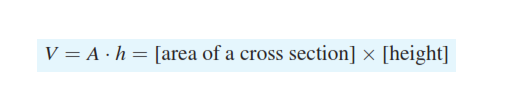 V = A · h = [area of a cross section] × [height]